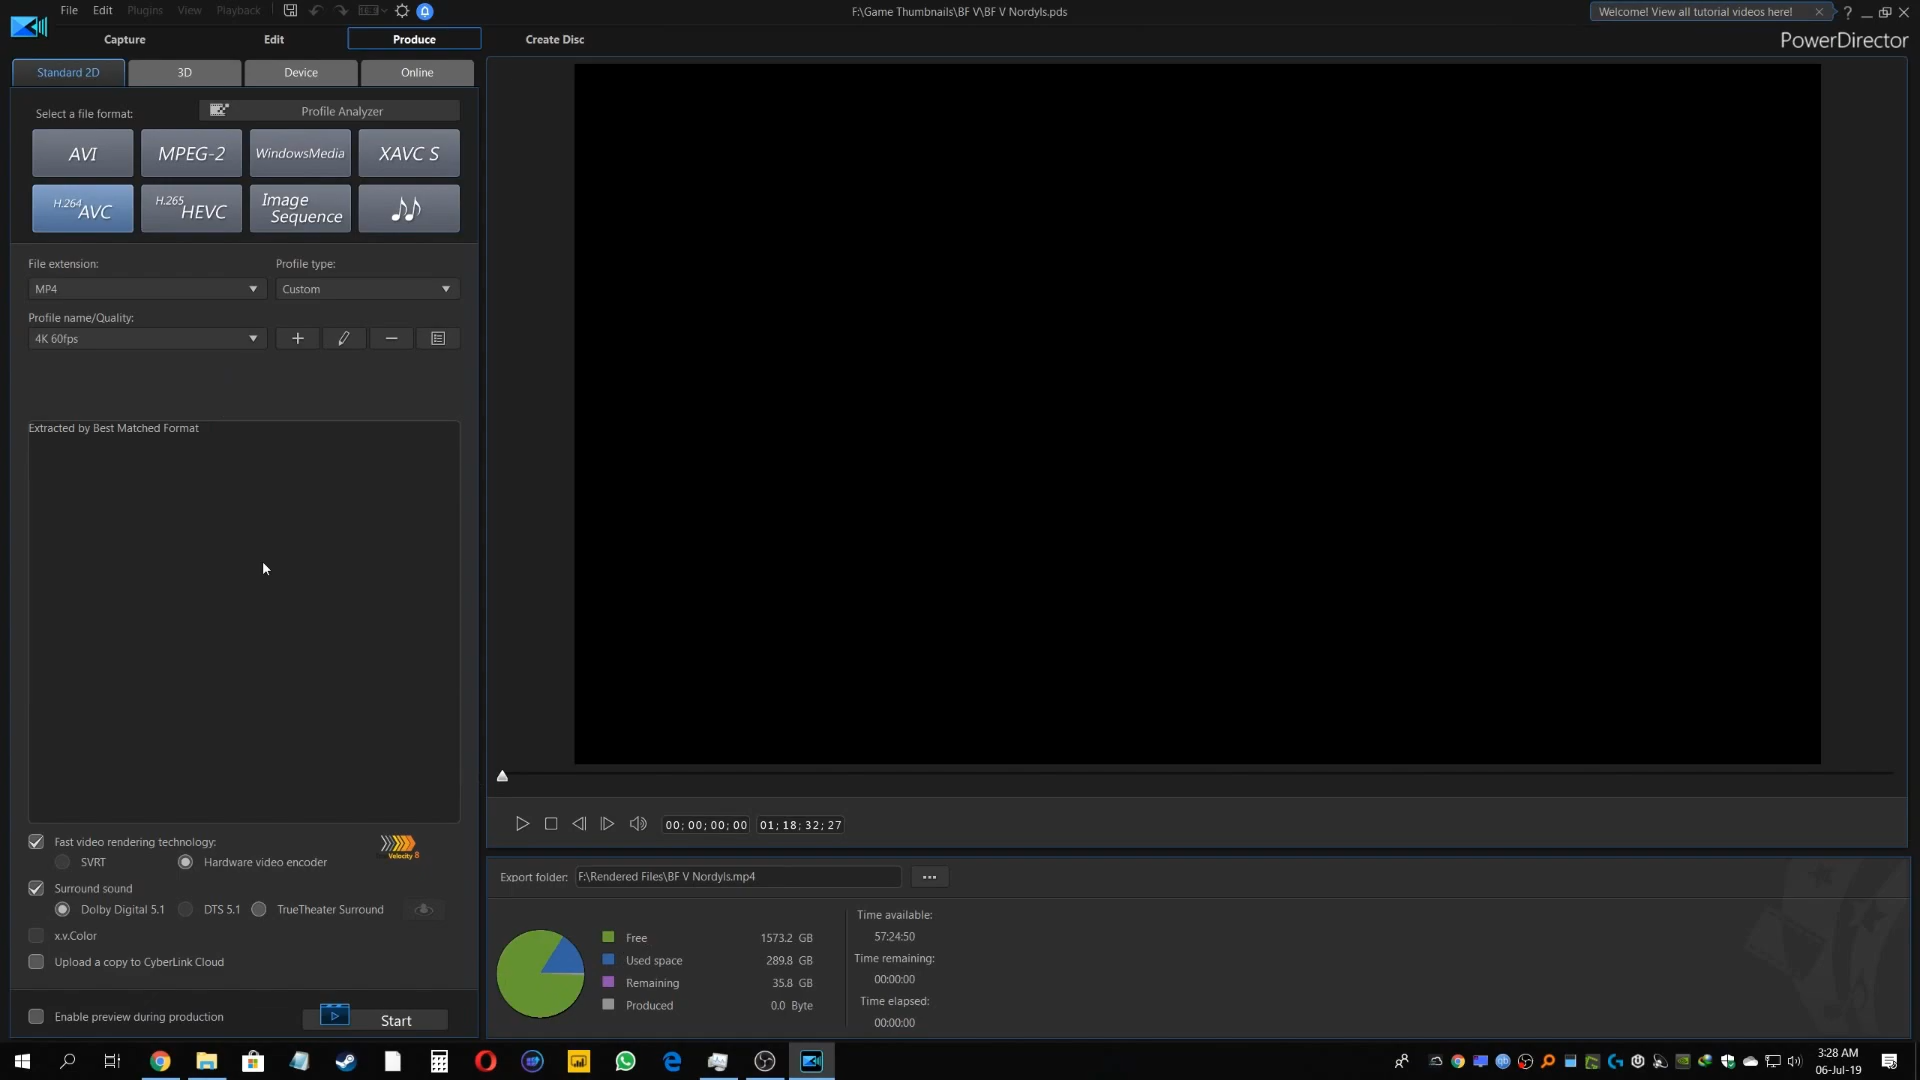 File Edit Plugins View Playback
F:\Game Thumbnails\BF V\BF V Nordyls.pds
Welcome! View all tutorial videos here!
Capture Edit Produce Create Disc
PowerDirector
Standard 2D 3D Device Online
Select a file format: Profile Analyzer
AVI MPEG-2 WindowsMedia XAVC S
H.264 AVC H.265 HEVC Image Sequence
File extension: Profile type:
MP4 Custom
Profile name/Quality:
4K 60fps
Extracted by Best Matched Format
Fast video rendering technology:
SVRT Hardware video encoder
Velocity 8
Surround sound
Dolby Digital 5.1 DTS 5.1 TrueTheater Surround
x.v.Color
Upload a copy to CyberLink Cloud
Enable preview during production
Start
00; 00; 00; 00 01; 18; 32; 27
Export folder: F:\Rendered Files\BF V Nordyls.mp4
Free 1573.2 GB
Used space 289.8 GB
Remaining 35.8 GB
Produced 0.0 Byte
Time available:
57:24:50
Time remaining:
00:00:00
Time elapsed:
00:00:00
3:28 AM
06-Jul-19